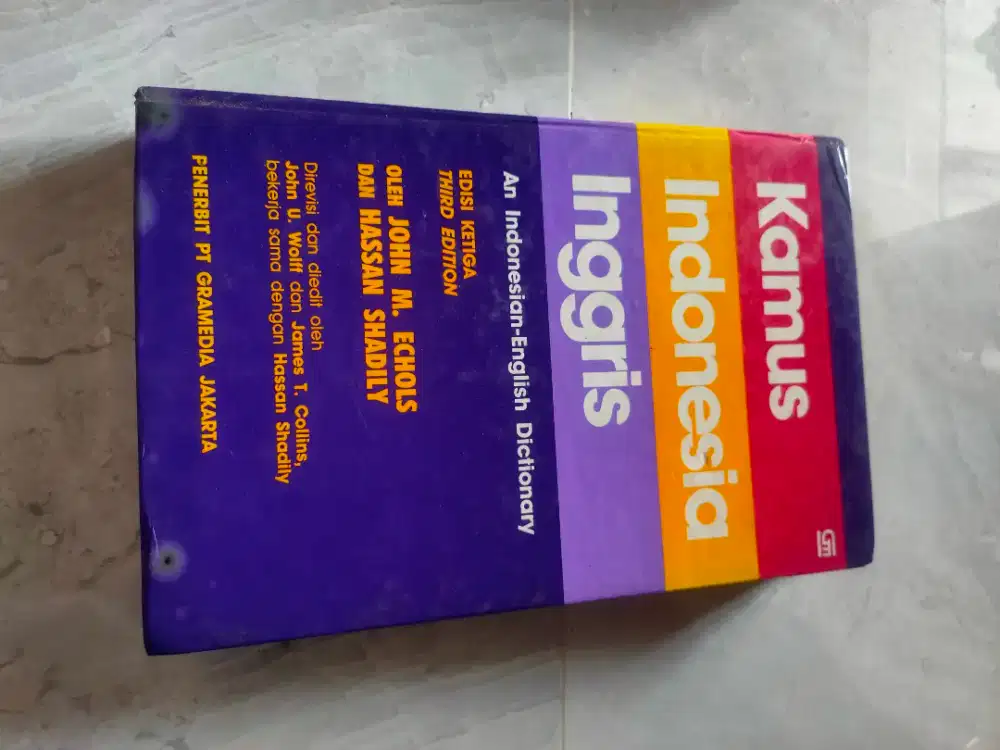 Kamus
Indonesia
Inggris
An Indonesian-English Dictionary
EDISI KETIGA
THIRD EDITION
OLEH JOHN M. ECHOLS
DAN HASSAN SHADILY
Direvisi dan diedit oleh
John U. Wolff dan James T. Collins,
bekerja sama dengan Hassan Shadily
PENERBIT PT GRAMEDIA JAKARTA
GM